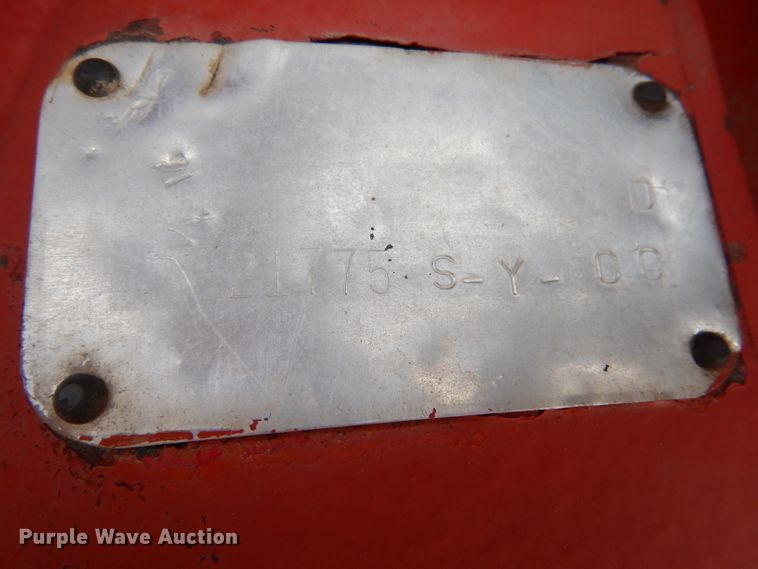 D
21775 S-Y- CC
Purple Wave Auction